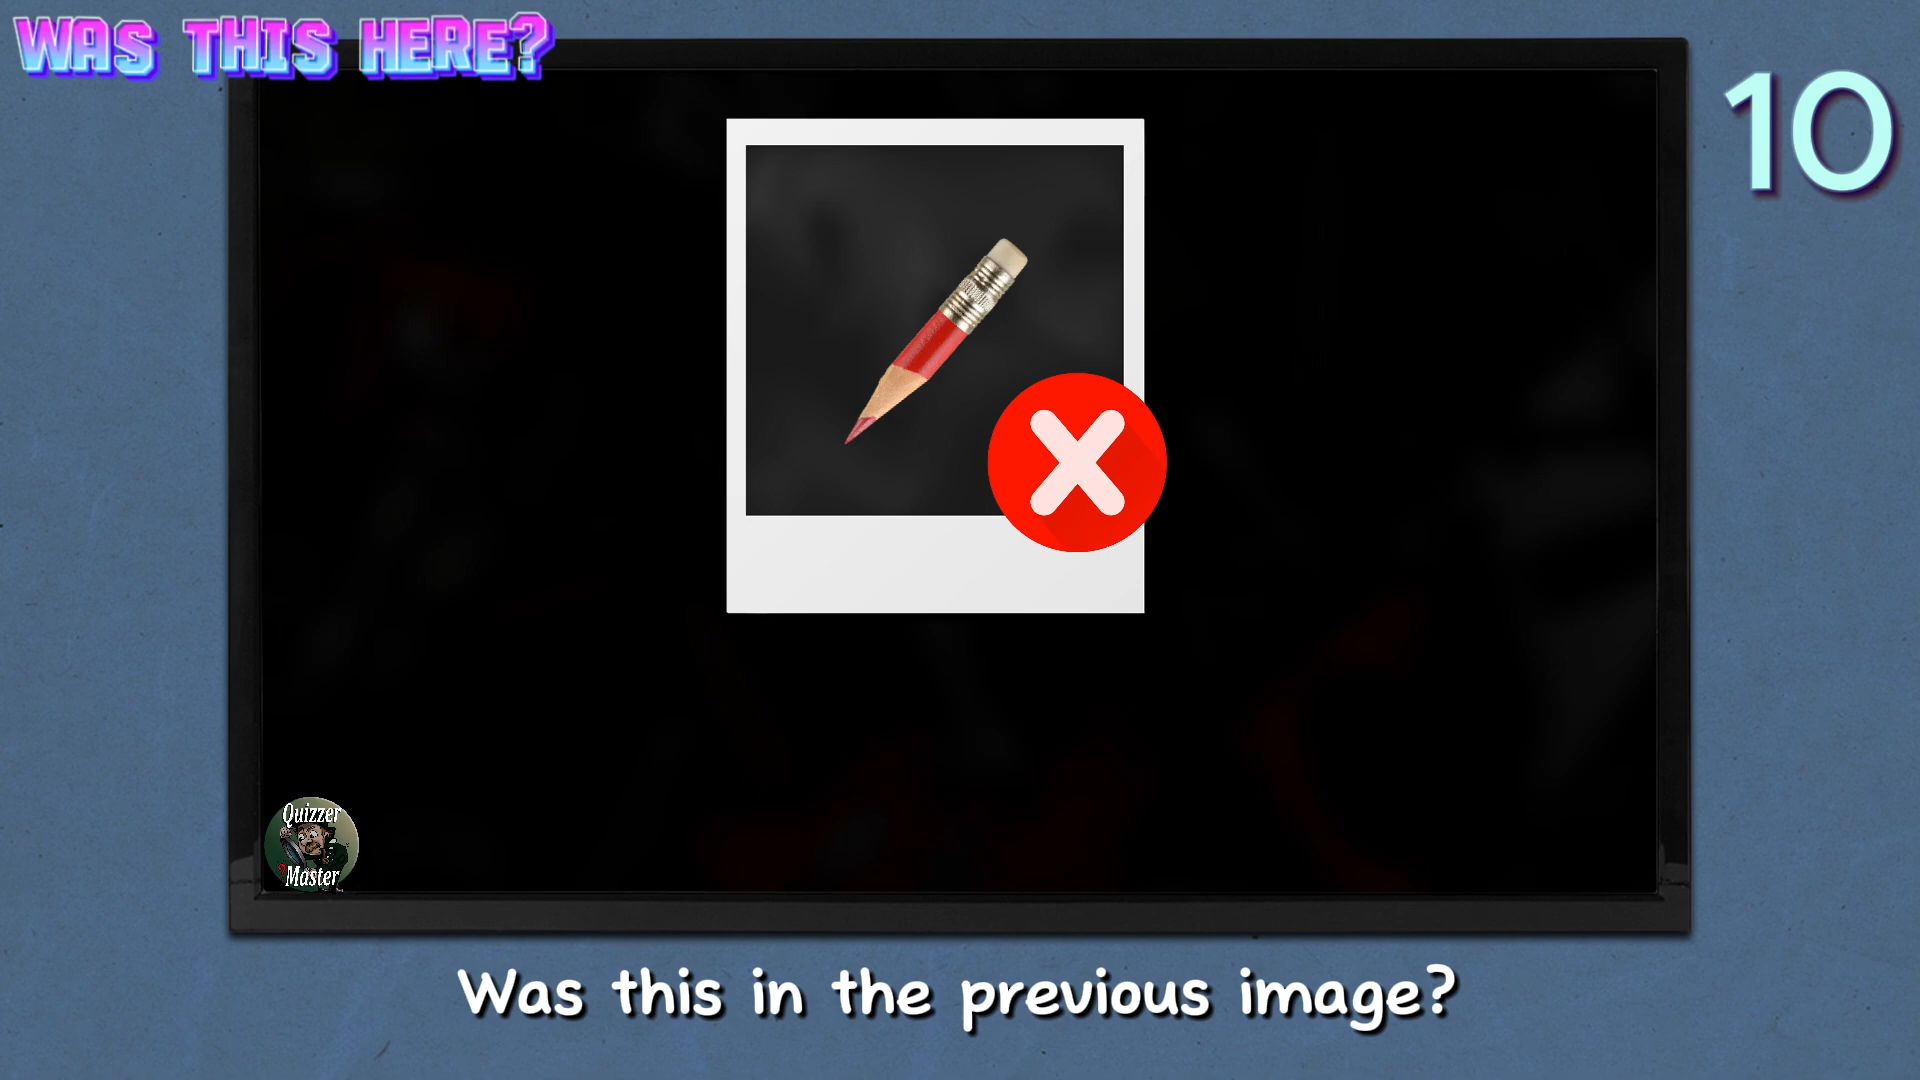 WAS THIS HERE?
10
Quizzer
Master
Was this in the previous image?